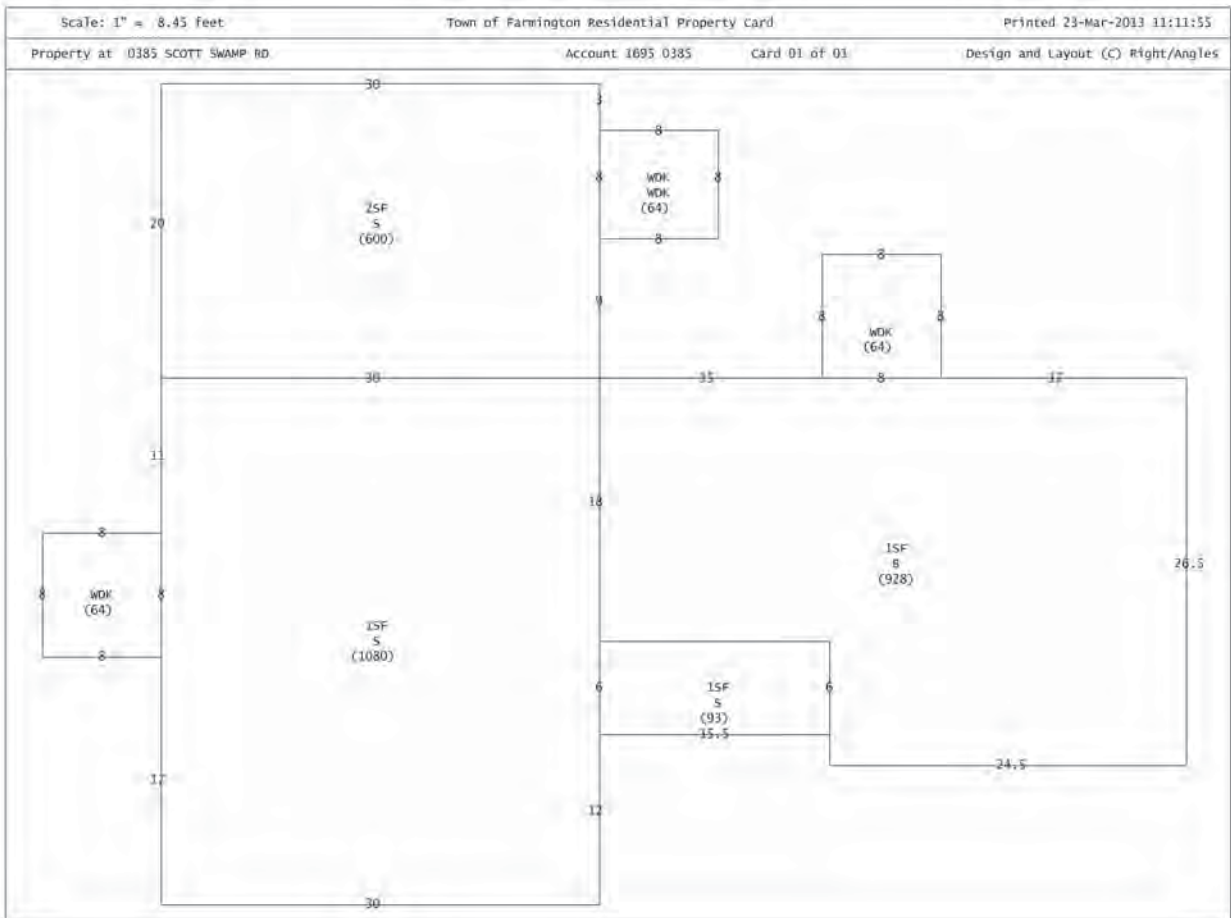 Scale: 1" = 8.45 feet Town of Farmington Residential Property Card Printed 23-Mar-2013 11:11:55
Property at 0385 SCOTT SWAMP RD Account 1695 0385 Card 01 of 03 Design and Layout (C) Right/Angles
30
3
8
8 WDK 8
WDK
(64)
8
20
2SF
S
(600)
9
8
8 8
WDK
(64)
30 15 8 17
11
18
1SF
(928)
26.5
8
8 WDK 8
(64)
8
1SF
S
(1080)
6 1SF 6
S
(93)
15.5
24.5
17
12
30